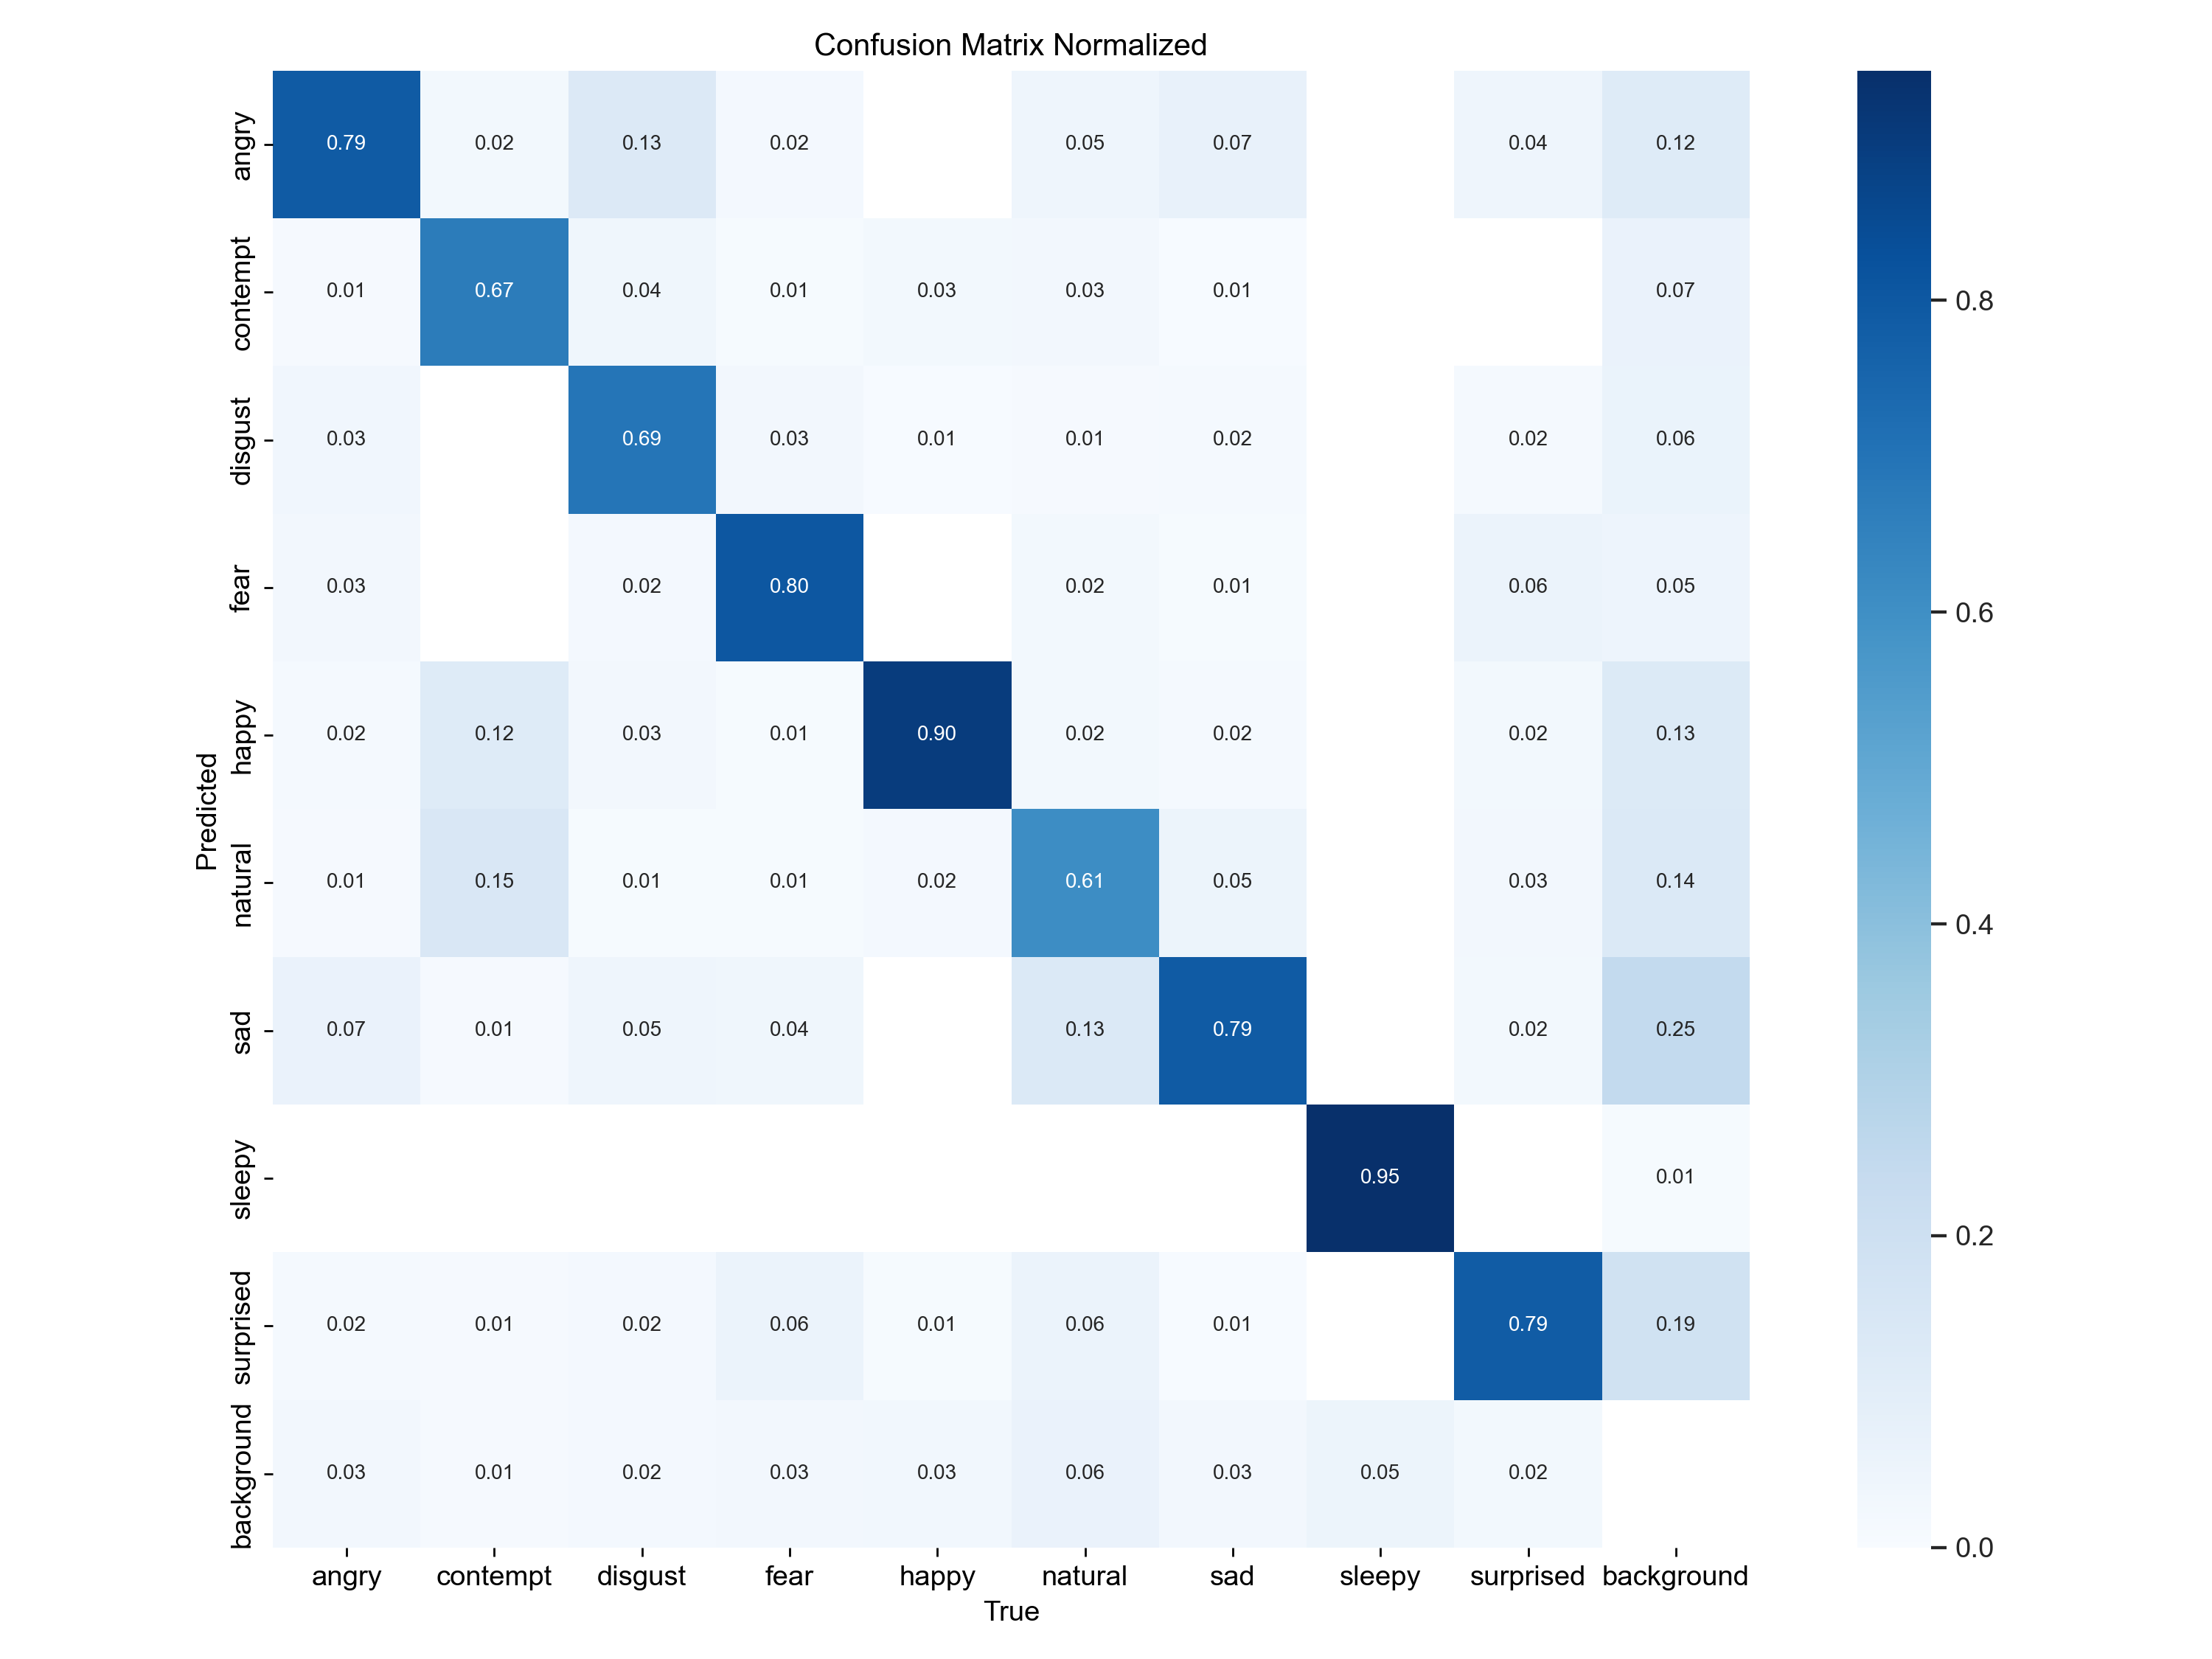 Confusion Matrix Normalized
angry 0.79 0.02 0.13 0.02 0.05 0.07 0.04 0.12
contempt 0.01 0.67 0.04 0.01 0.03 0.03 0.01 0.07
disgust 0.03 0.69 0.03 0.01 0.01 0.02 0.02 0.06
fear 0.03 0.02 0.80 0.02 0.01 0.06 0.05
happy 0.02 0.12 0.03 0.01 0.90 0.02 0.02 0.02 0.13
natural 0.01 0.15 0.01 0.01 0.02 0.61 0.05 0.03 0.14
sad 0.07 0.01 0.05 0.04 0.13 0.79 0.02 0.25
sleepy 0.95 0.01
surprised 0.02 0.01 0.02 0.06 0.01 0.06 0.01 0.79 0.19
background 0.03 0.01 0.02 0.03 0.03 0.06 0.03 0.05 0.02
angry contempt disgust fear happy natural sad sleepy surprised background
True
Predicted
0.8
0.6
0.4
0.2
0.0